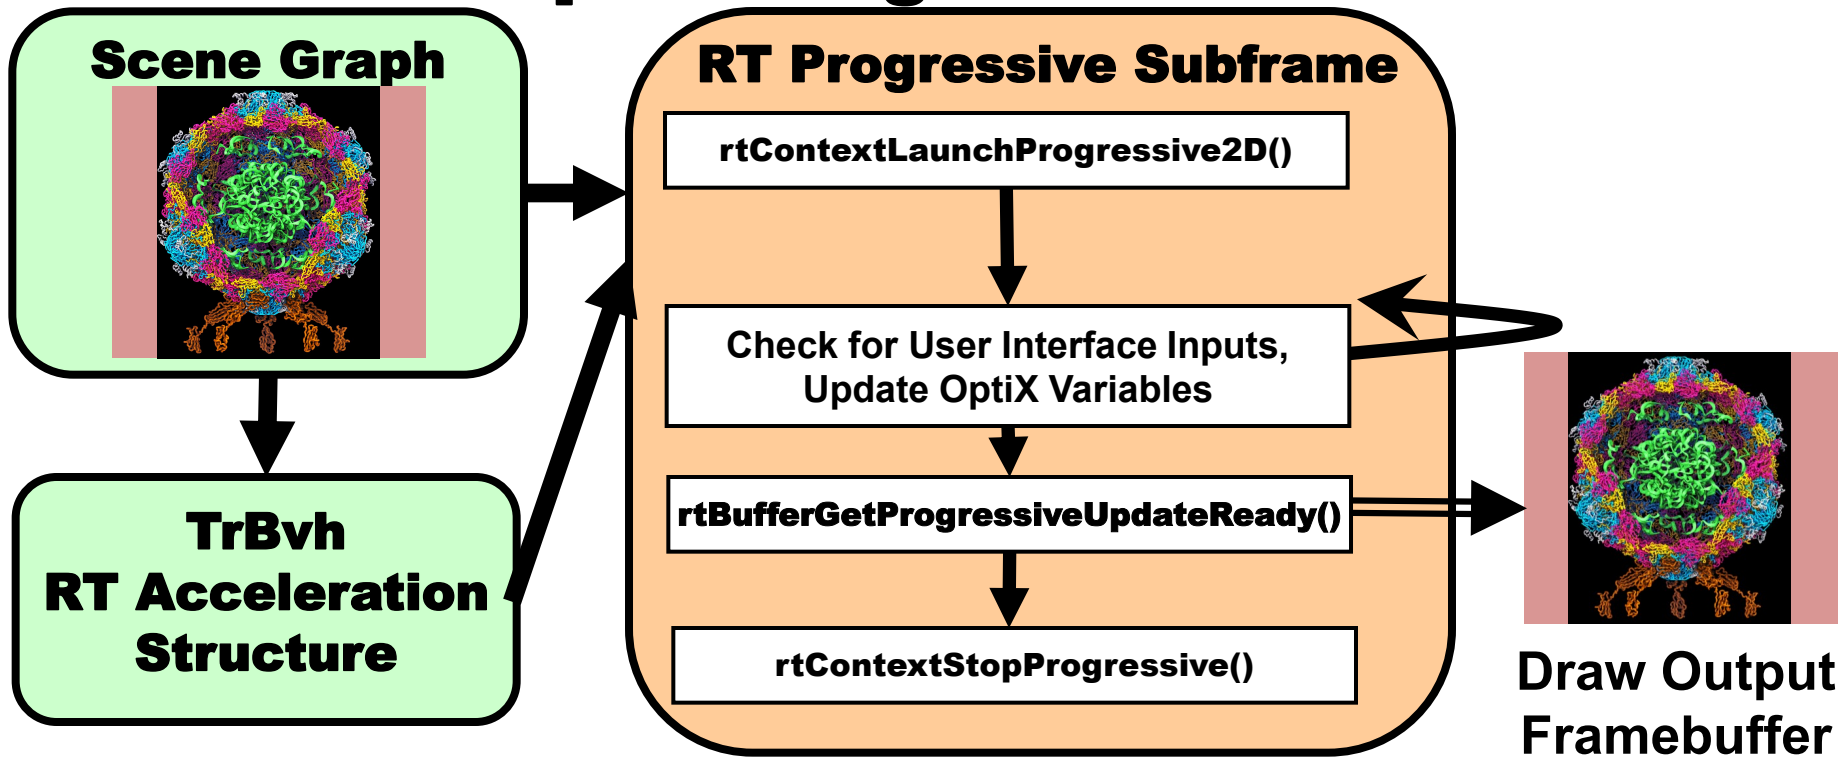 Scene Graph
RT Progressive Subframe
rtContextLaunchProgressive2D()
Check for User Interface Inputs,
Update OptiX Variables
rtBufferGetProgressiveUpdateReady()
rtContextStopProgressive()
TrBvh
RT Acceleration
Structure
Draw Output
Framebuffer